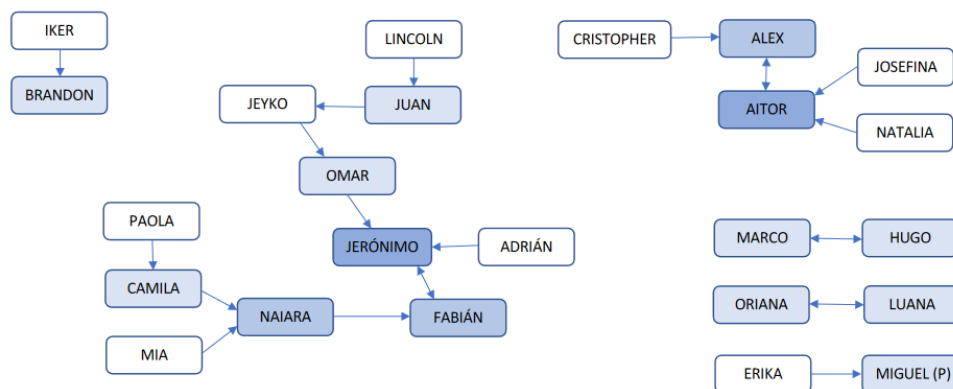 IKER
BRANDON
LINCOLN
JEYKO
JUAN
OMAR
PAOLA
JERÓNIMO
ADRIÁN
CAMILA
NAIARA
FABIÁN
MIA
CRISTOPHER
ALEX
JOSEFINA
AITOR
NATALIA
MARCO
HUGO
ORIANA
LUANA
ERIKA
MIGUEL (P)